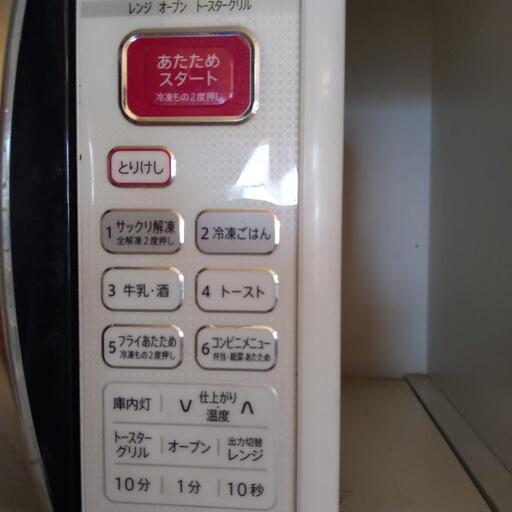 レンジ オーブン トースターグリル
あたため
スタート
冷凍もの2度押し
とりけし
1 サックリ解凍
全解凍2度押し
2 冷凍ごはん
3 牛乳・酒
4 トースト
5 フライあたため
冷凍もの2度押し
6 コンビニメニュー
弁当・総菜 あたため
庫内灯
∨ 仕上がり ∧
温度
トースター
グリル
オーブン
出力切替
レンジ
10分 1分 10秒